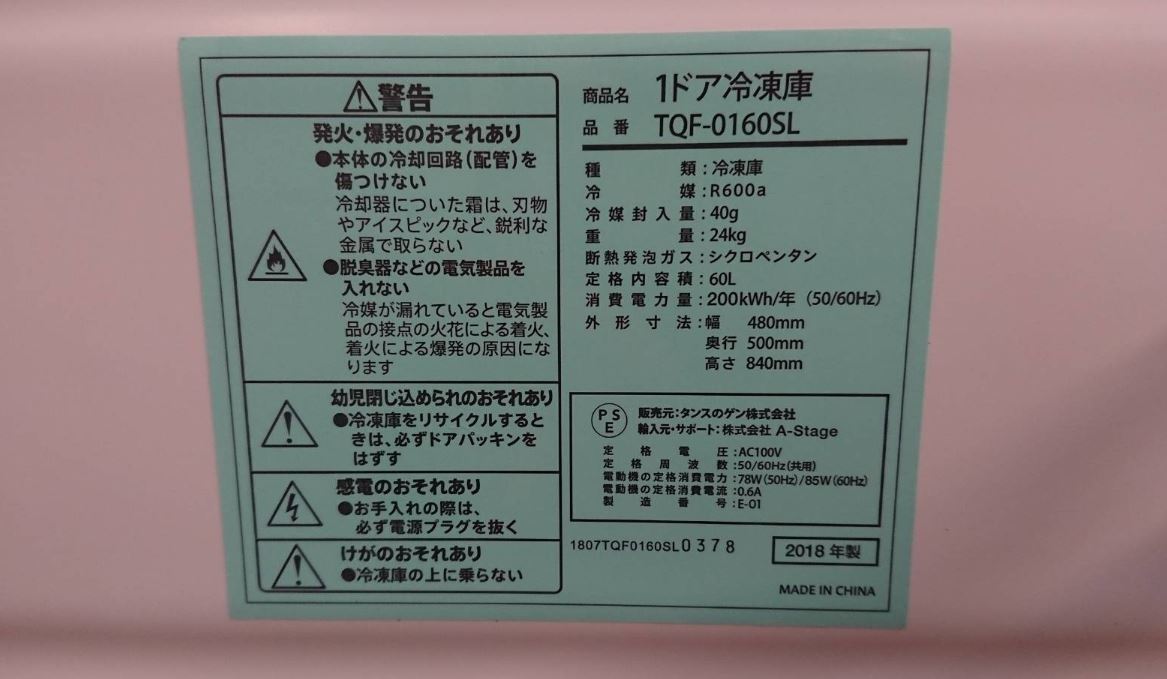 警告
発火・爆発のおそれあり
●本体の冷却回路(配管)を
傷つけない
冷却器についた霜は、刃物
やアイスピックなど、鋭利な
金属で取らない
●脱臭器などの電気製品を
入れない
冷媒が漏れていると電気製
品の接点の火花による着火、
着火による爆発の原因にな
ります
幼児閉じ込められのおそれあり
●冷凍庫をリサイクルすると
きは、必ずドアパッキンを
はずす
感電のおそれあり
●お手入れの際は、
必ず電源プラグを抜く
けがのおそれあり
●冷凍庫の上に乗らない
商品名 1ドア冷凍庫
品番 TQF-0160SL
種類:冷凍庫
冷媒:R600a
冷媒封入量:40g
重量:24kg
断熱発泡ガス:シクロペンタン
定格内容積:60L
消費電力量:200kWh/年 (50/60Hz)
外形寸法:幅 480mm
奥行 500mm
高さ 840mm
PSE
販売元:タンスのゲン株式会社
輸入元・サポート:株式会社 A-Stage
定格電圧:AC100V
定格周波数:50/60Hz(共用)
電動機の定格消費電力:78W(50Hz)/85W(60Hz)
電動機の定格消費電流:0.6A
製造番号:E-01
1807TQF0160SL0378
2018年製
MADE IN CHINA